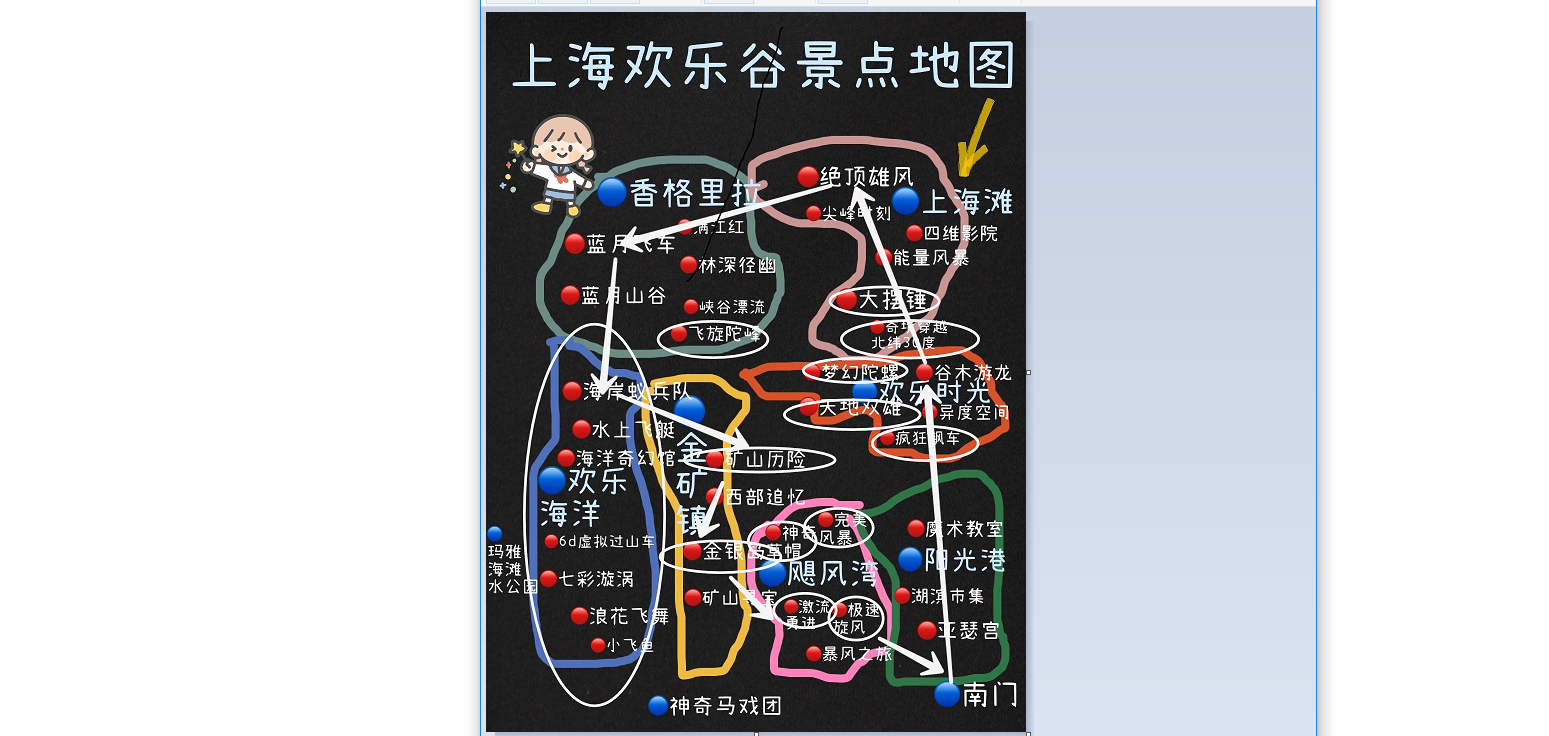 上海欢乐谷景点地图
绝顶雄风
香格里拉
上海滩
尖峰时刻
满江红
四维影院
蓝月飞车
林深径幽
能量风暴
蓝月山谷
大摆锤
峡谷漂流
飞旋陀峰
奇境穿越
北纬30度
梦幻陀螺
谷木游龙
海岸蚁兵队
欢乐时光
天地双雄
异度空间
水上飞艇
疯狂飙车
金
矿
镇
海洋奇幻馆
矿山历险
欢乐
海洋
西部追忆
完美
风暴
神奇
草帽
魔术教室
6d虚拟过山车
金银岛
玛雅
海滩
水公园
飓风湾
阳光港
七彩漩涡
矿山寻宝
湖滨市集
激流
勇进
极速
旋风
浪花飞舞
亚瑟宫
小飞鱼
暴风之旅
南门
神奇马戏团